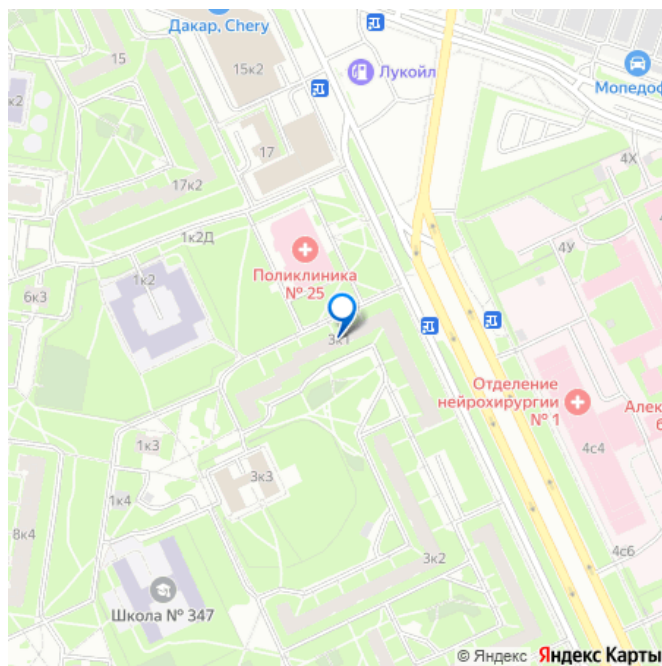 Дакар, Chery
15
15к2
Лукойл
Мопедоф
к2
17
4Х
17к2
1к2Д
4У
Поликлиника
№ 25
1к2
6к3
3к1
Отделение
нейрохирургии
№ 1
Алек
б
4с4
1к3
3к3
1к4
8к4
3к2
4с6
Школа № 347
© Яндекс Яндекс Карты